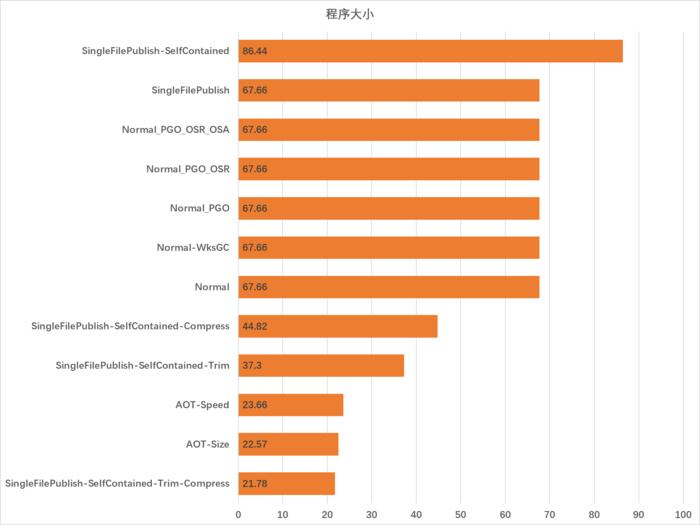 程序大小
SingleFilePublish-SelfContained 86.44
SingleFilePublish 67.66
Normal_PGO_OSR_OSA 67.66
Normal_PGO_OSR 67.66
Normal_PGO 67.66
Normal-WksGC 67.66
Normal 67.66
SingleFilePublish-SelfContained-Compress 44.82
SingleFilePublish-SelfContained-Trim 37.3
AOT-Speed 23.66
AOT-Size 22.57
SingleFilePublish-SelfContained-Trim-Compress 21.78
0 10 20 30 40 50 60 70 80 90 100